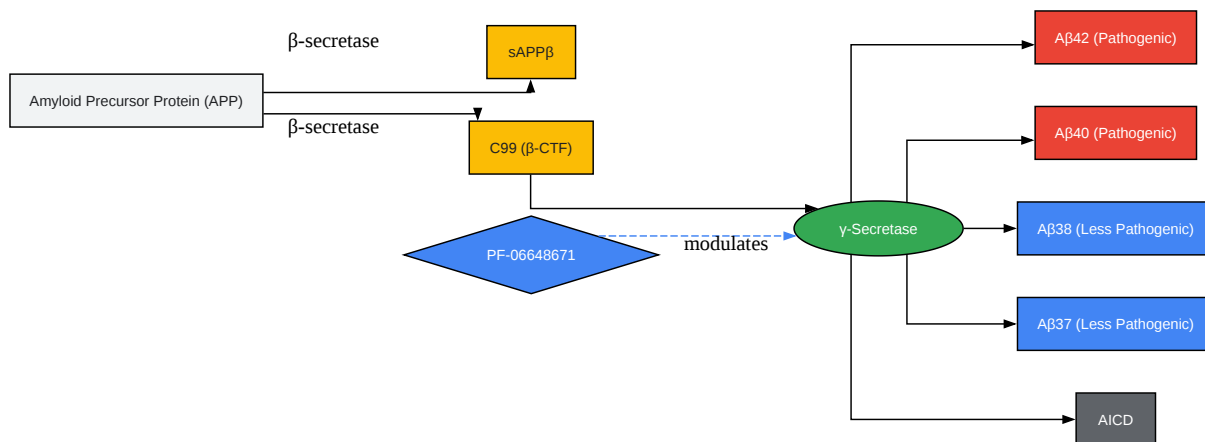 β-secretase
sAPPβ
Amyloid Precursor Protein (APP)
β-secretase
C99 (β-CTF)
PF-06648671
modulates
γ-Secretase
Aβ42 (Pathogenic)
Aβ40 (Pathogenic)
Aβ38 (Less Pathogenic)
Aβ37 (Less Pathogenic)
AICD